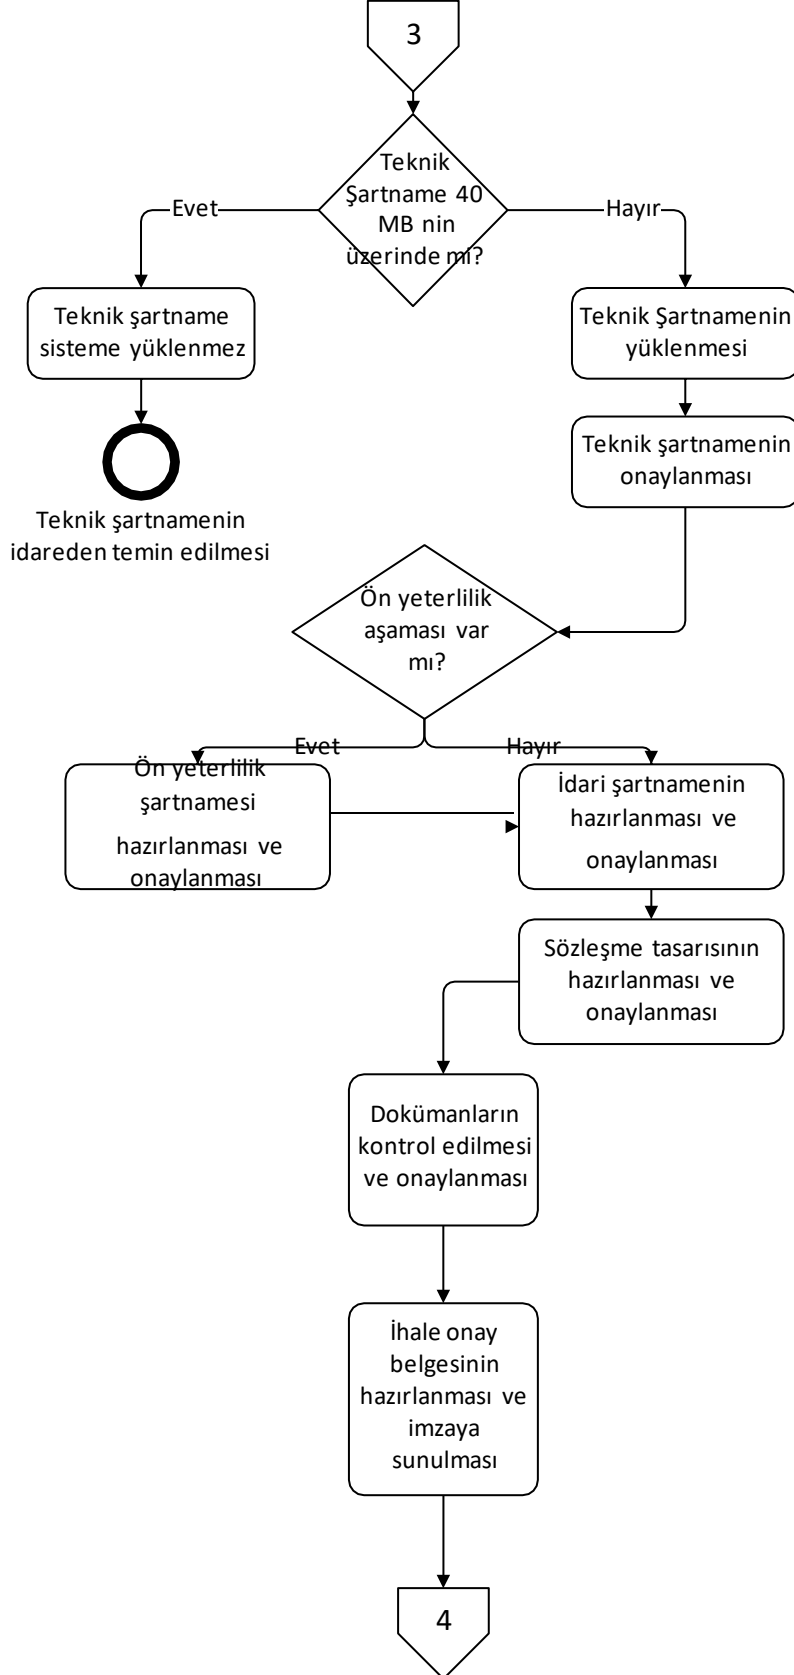 3
Teknik
Şartname 40
MB nin
üzerinde mi?
Evet
Hayır
Teknik şartname
sisteme yüklenmez
Teknik Şartnamenin
yüklenmesi
Teknik şartnamenin
onaylanması
Teknik şartnamenin
idareden temin edilmesi
Ön yeterlilik
aşaması var
mı?
Evet
Hayır
Ön yeterlilik
şartnamesi
hazırlanması ve
onaylanması
İdari şartnamenin
hazırlanması ve
onaylanması
Sözleşme tasarısının
hazırlanması ve
onaylanması
Dokümanların
kontrol edilmesi
ve onaylanması
İhale onay
belgesinin
hazırlanması ve
imzaya
sunulması
4